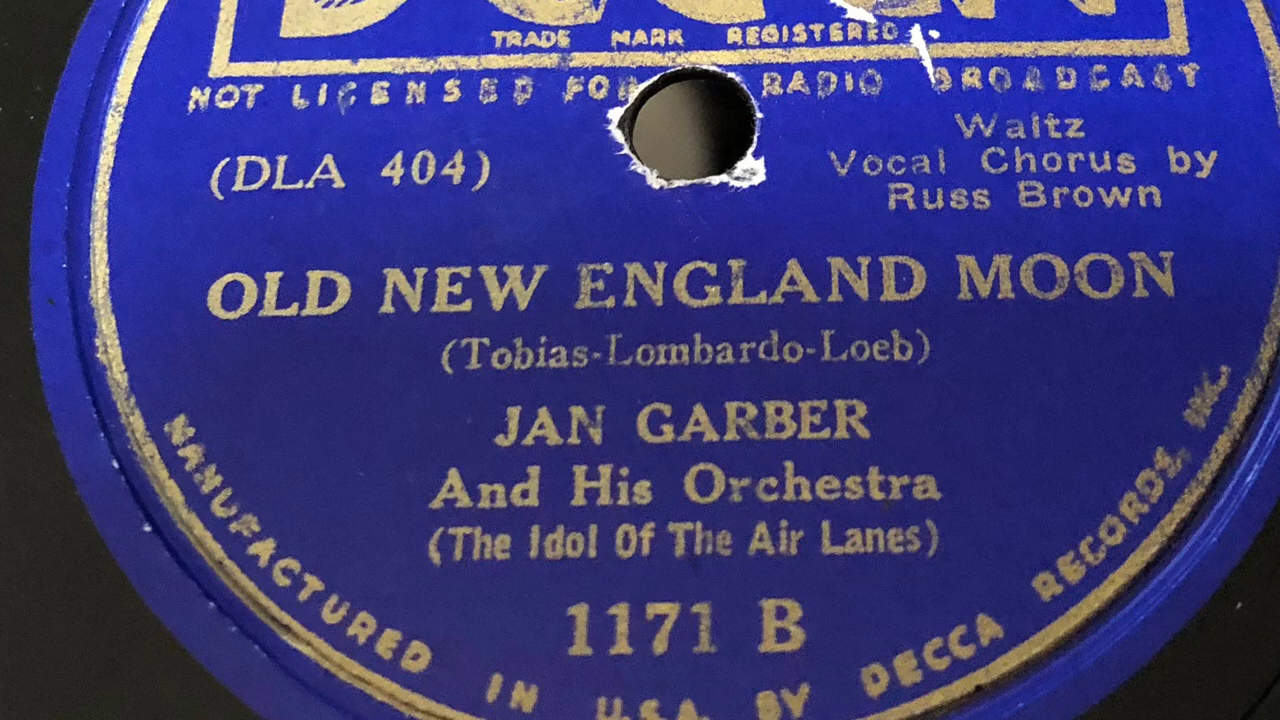 DECCA
TRADE MARK REGISTERED
NOT LICENSED FOR RADIO BROADCAST
(DLA 404)
Waltz
Vocal Chorus by
Russ Brown
OLD NEW ENGLAND MOON
(Tobias-Lombardo-Loeb)
JAN GARBER
And His Orchestra
(The Idol Of The Air Lanes)
1171 B
MANUFACTURED IN U.S.A. BY DECCA RECORDS, INC.